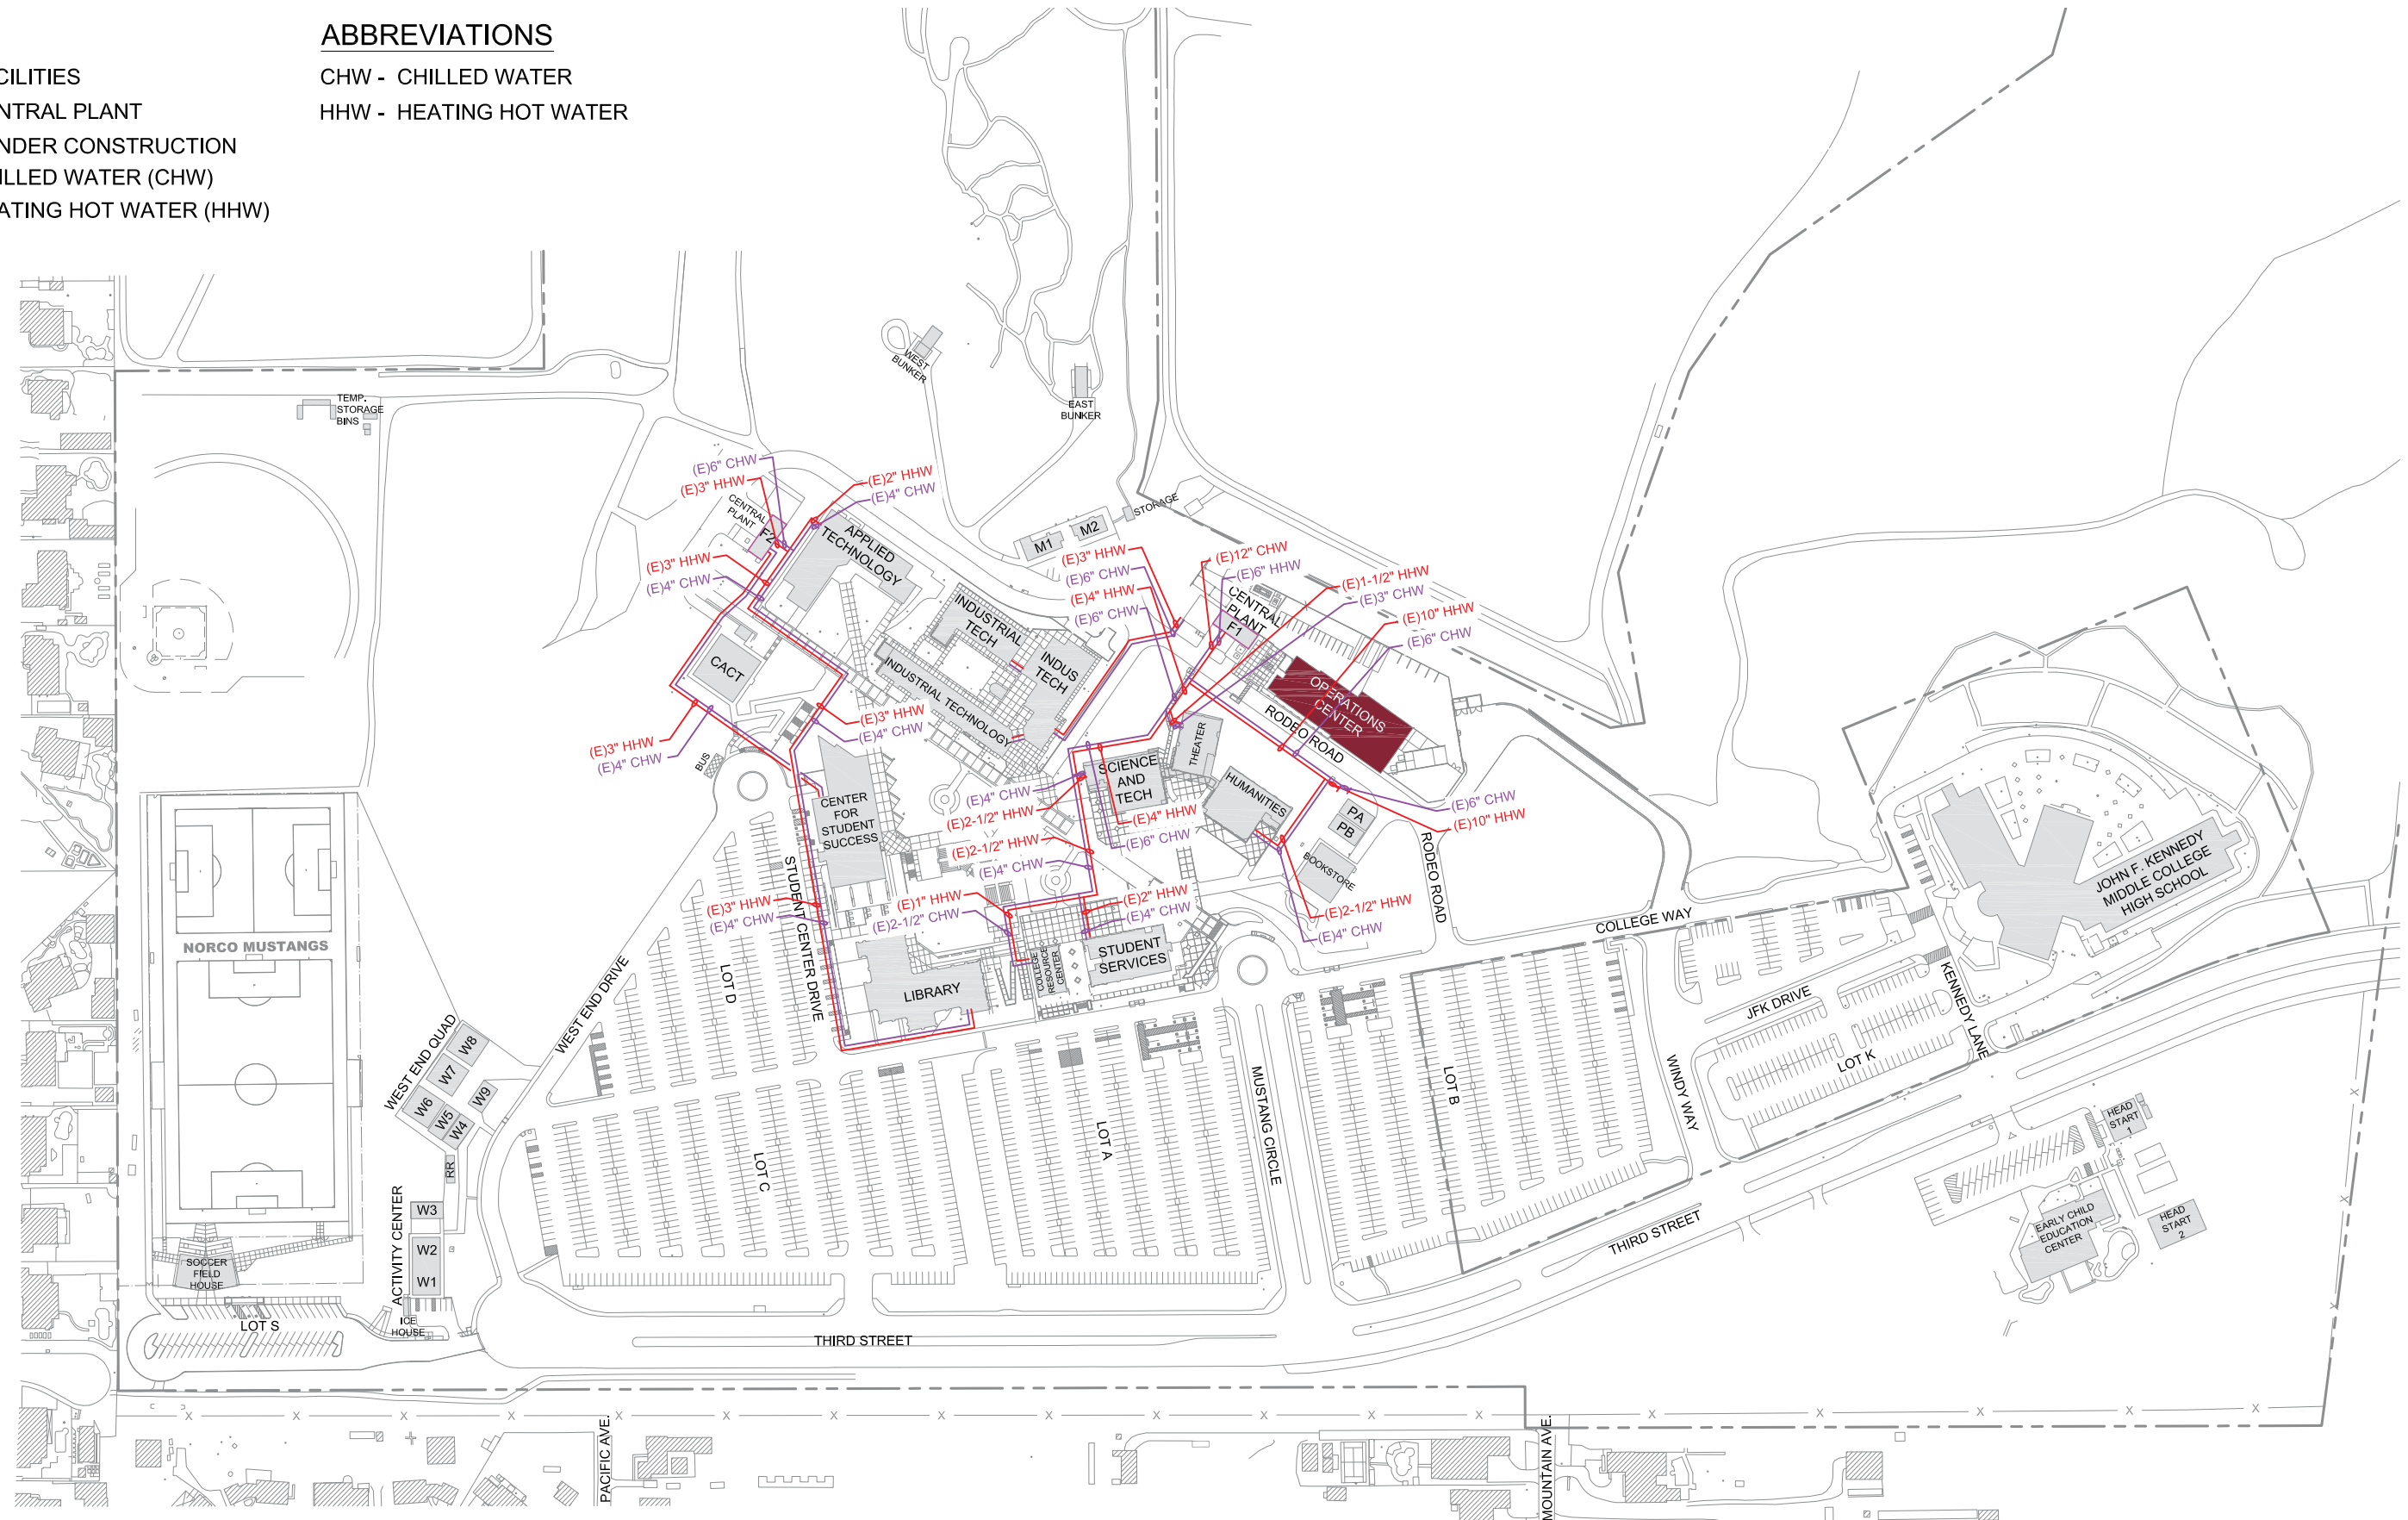 ABBREVIATIONS
CHW - CHILLED WATER
HHW - HEATING HOT WATER
CILITIES
NTRAL PLANT
NDER CONSTRUCTION
ILLED WATER (CHW)
ATING HOT WATER (HHW)
WEST
BUNKER
EAST
BUNKER
TEMP.
STORAGE
BINS
STORAGE
M1
M2
(E)6" CHW
(E)3" HHW
(E)2" HHW
(E)4" CHW
CENTRAL
PLANT
F2
APPLIED
TECHNOLOGY
(E)3" HHW
(E)4" CHW
CACT
INDUSTRIAL
TECH
INDUS
TECH
INDUSTRIAL TECHNOLOGY
(E)3" HHW
(E)6" CHW
(E)4" HHW
(E)6" CHW
(E)12" CHW
(E)6" HHW
CENTRAL
PLANT
F1
(E)1-1/2" HHW
(E)3" CHW
(E)10" HHW
(E)6" CHW
OPERATIONS
CENTER
RODEO ROAD
(E)3" HHW
(E)4" CHW
(E)3" HHW
(E)4" CHW
BUS
THEATER
SCIENCE
AND
TECH
HUMANITIES
CENTER
FOR
STUDENT
SUCCESS
(E)4" CHW
(E)2-1/2" HHW
(E)4" HHW
(E)6" CHW
(E)2-1/2" HHW
(E)4" CHW
(E)6" CHW
(E)10" HHW
PA
PB
BOOKSTORE
RODEO ROAD
(E)3" HHW
(E)4" CHW
(E)1" HHW
(E)2-1/2" CHW
(E)2" HHW
(E)4" CHW
(E)2-1/2" HHW
(E)4" CHW
STUDENT CENTER DRIVE
LIBRARY
COLLEGE
RESOURCE
CENTER
STUDENT
SERVICES
COLLEGE WAY
JOHN F. KENNEDY
MIDDLE COLLEGE
HIGH SCHOOL
NORCO MUSTANGS
WEST END DRIVE
LOT D
LOT C
LOT A
LOT B
MUSTANG CIRCLE
WINDY WAY
JFK DRIVE
KENNEDY LANE
LOT K
WEST END QUAD
W8
W7
W6
W5
W4
W9
RR
ACTIVITY CENTER
W3
W2
W1
ICE
HOUSE
SOCCER
FIELD
HOUSE
LOT S
THIRD STREET
THIRD STREET
HEAD
START
1
EARLY CHILD
EDUCATION
CENTER
HEAD
START
2
PACIFIC AVE.
MOUNTAIN AVE.